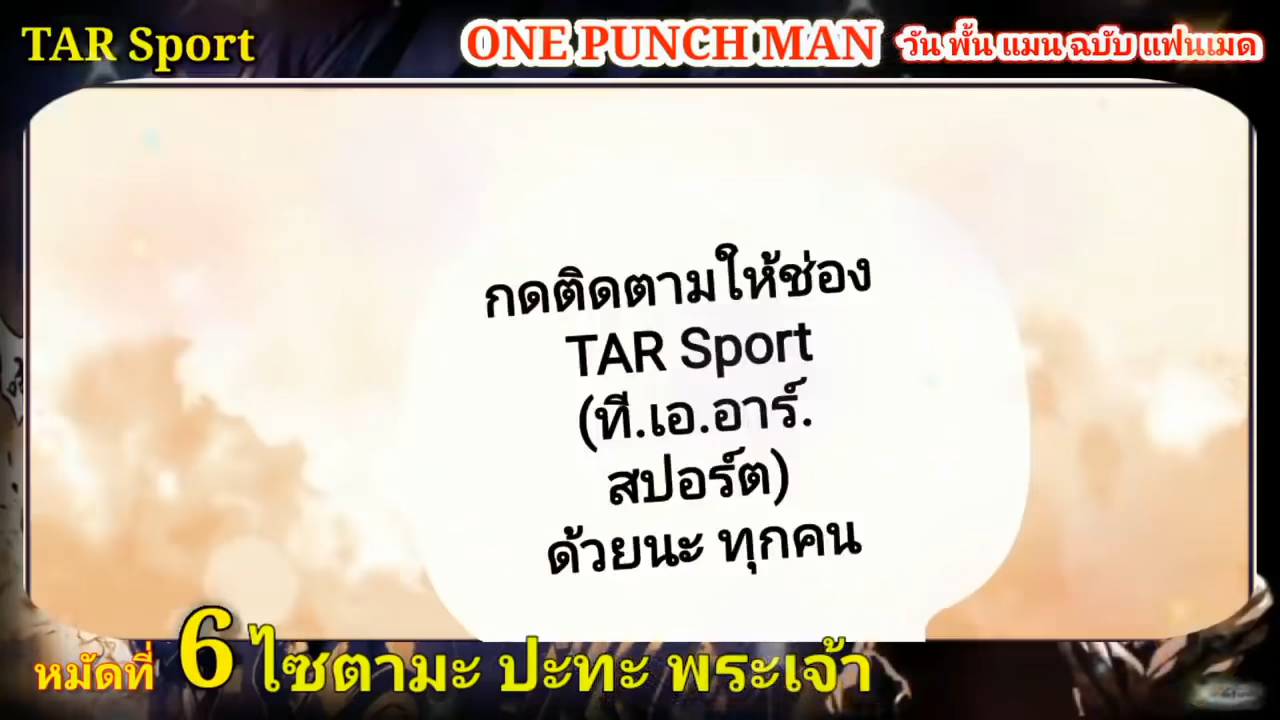 TAR Sport
ONE PUNCH MAN วัน พั้น แมน ฉบับ แฟนเมด
กดติดตามให้ช่อง
TAR Sport
(ที.เอ.อาร์.
สปอร์ต)
ด้วยนะ ทุกคน
หมัดที่ 6 ไซตามะ ปะทะ พระเจ้า